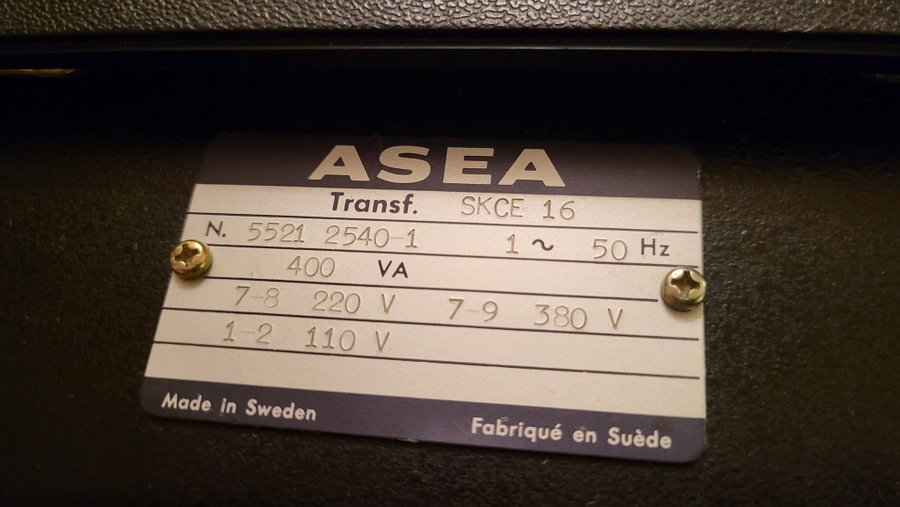 ASEA
Transf. SKCE 16
N. 5521 2540-1 1 ~ 50 Hz
400 VA
7-8 220 V 7-9 380 V
1-2 110 V
Made in Sweden Fabriqué en Suède